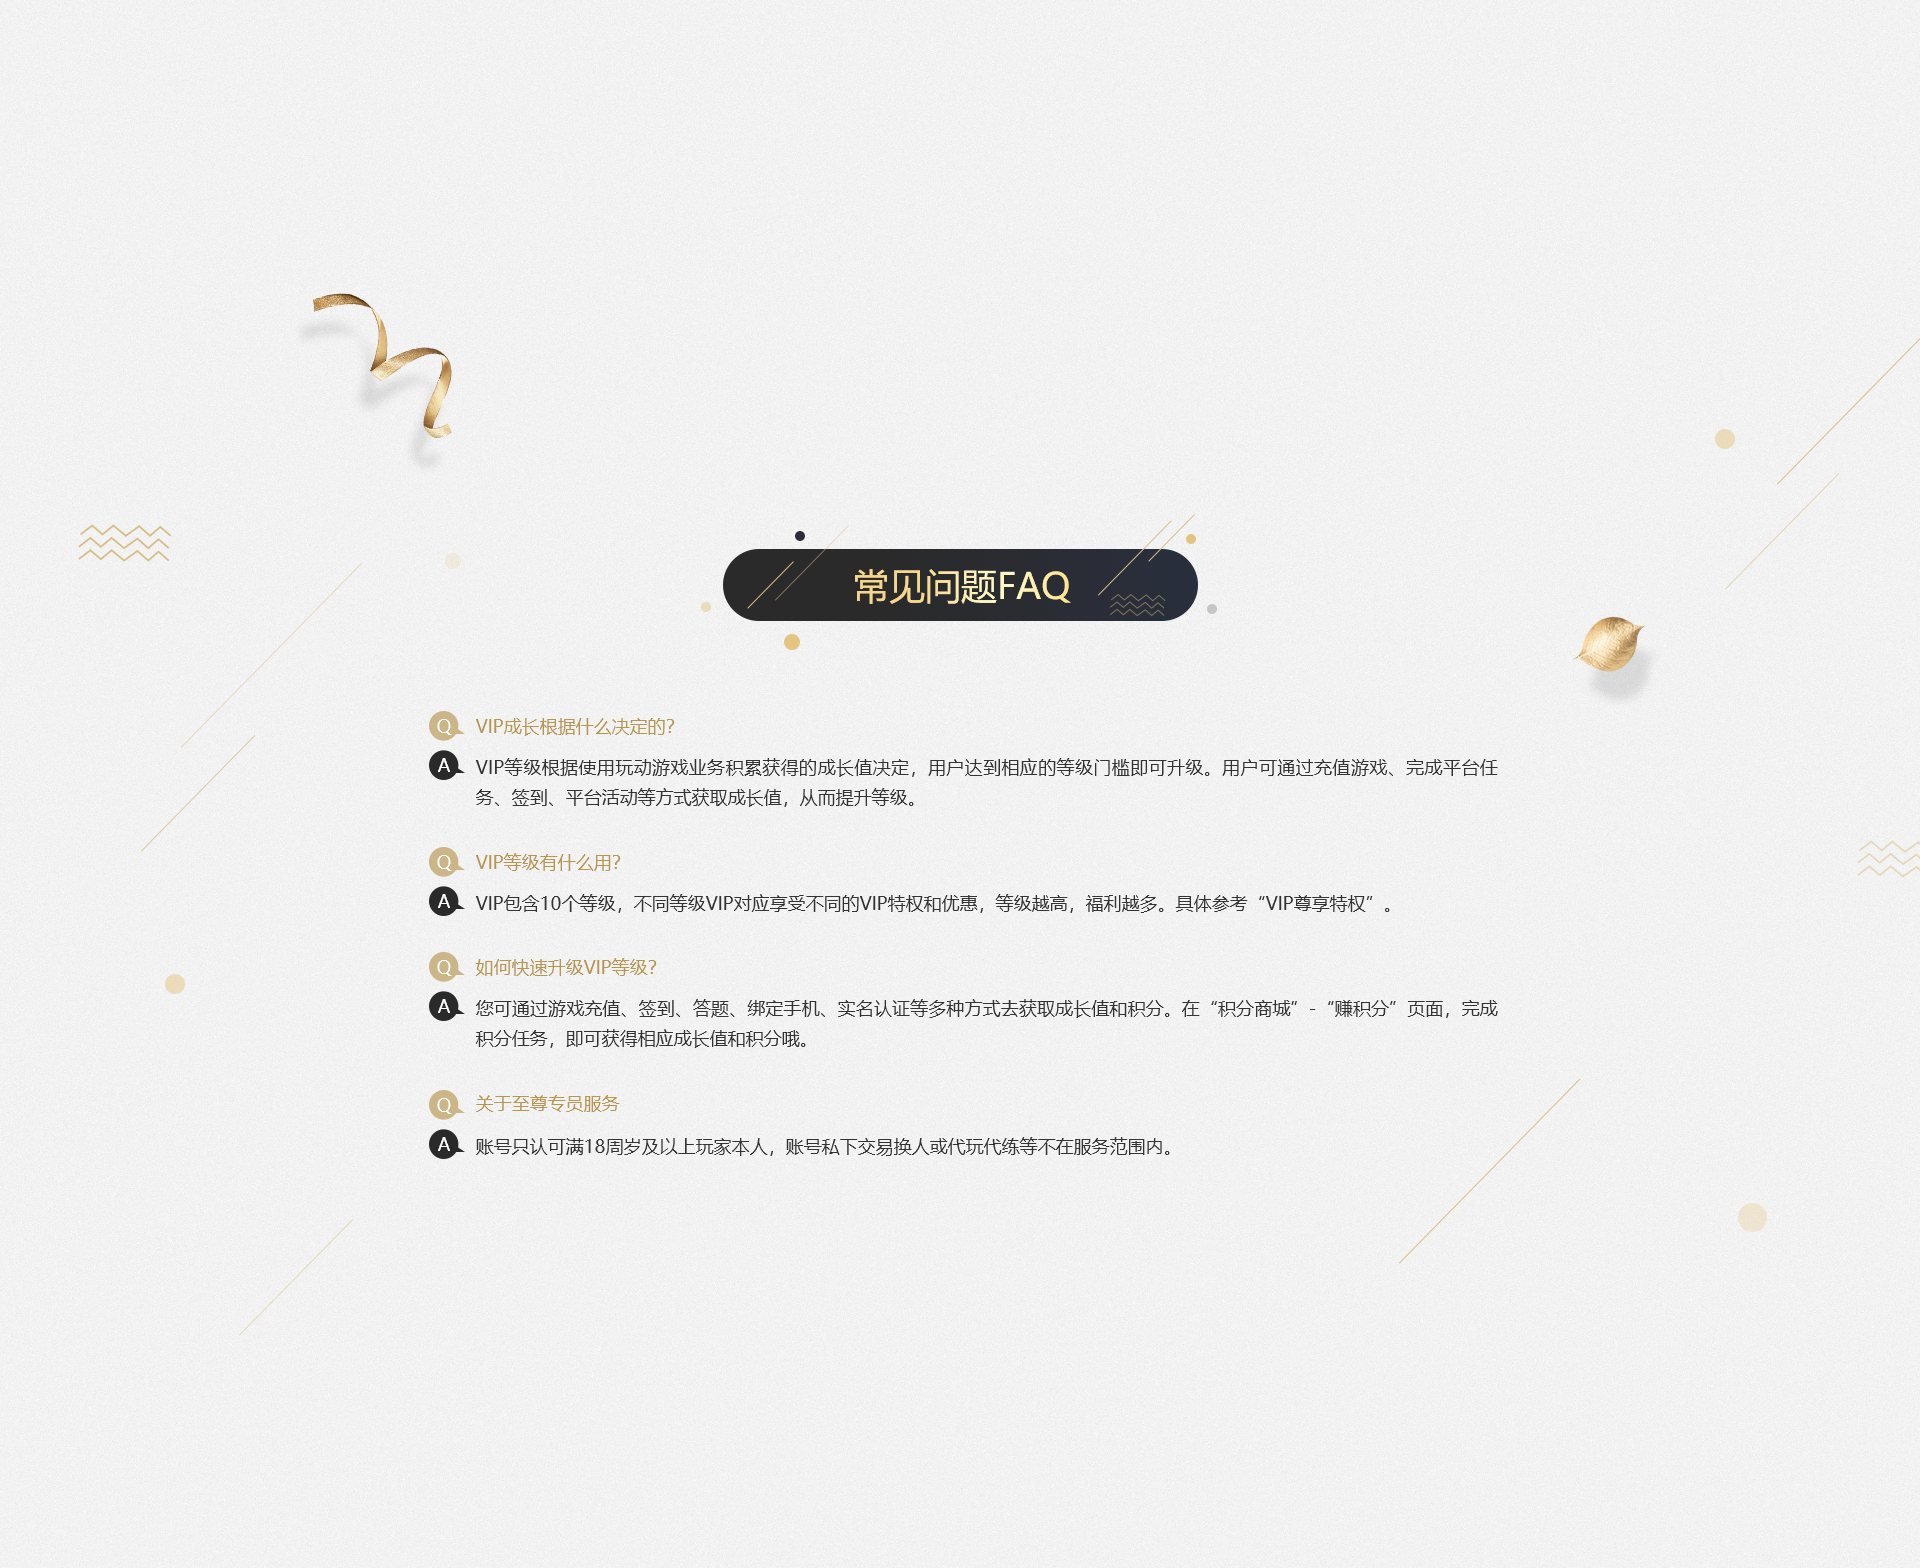 常见问题FAQ
Q VIP成长根据什么决定的?
A VIP等级根据使用玩动游戏业务积累获得的成长值决定，用户达到相应的等级门槛即可升级。用户可通过充值游戏、完成平台任
务、签到、平台活动等方式获取成长值，从而提升等级。
Q VIP等级有什么用?
A VIP包含10个等级，不同等级VIP对应享受不同的VIP特权和优惠，等级越高，福利越多。具体参考“VIP尊享特权”。
Q 如何快速升级VIP等级?
A 您可通过游戏充值、签到、答题、绑定手机、实名认证等多种方式去获取成长值和积分。在“积分商城”-“赚积分”页面，完成
积分任务，即可获得相应成长值和积分哦。
Q 关于至尊专员服务
A 账号只认可满18周岁及以上玩家本人，账号私下交易换人或代玩代练等不在服务范围内。